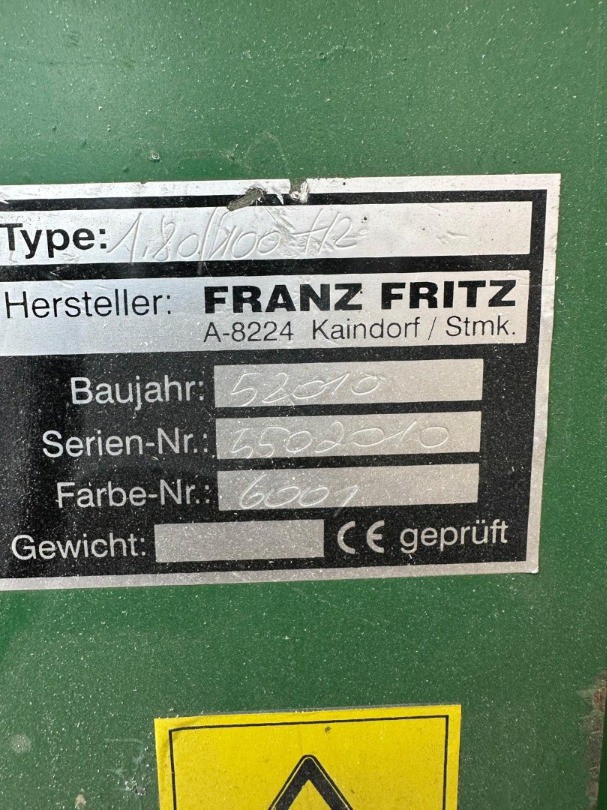 Type: 1.80/100 H2
Hersteller: FRANZ FRITZ
A-8224 Kaindorf / Stmk.
Baujahr: 52010
Serien-Nr.: 5502010
Farbe-Nr.: 6001
Gewicht: CE geprüft